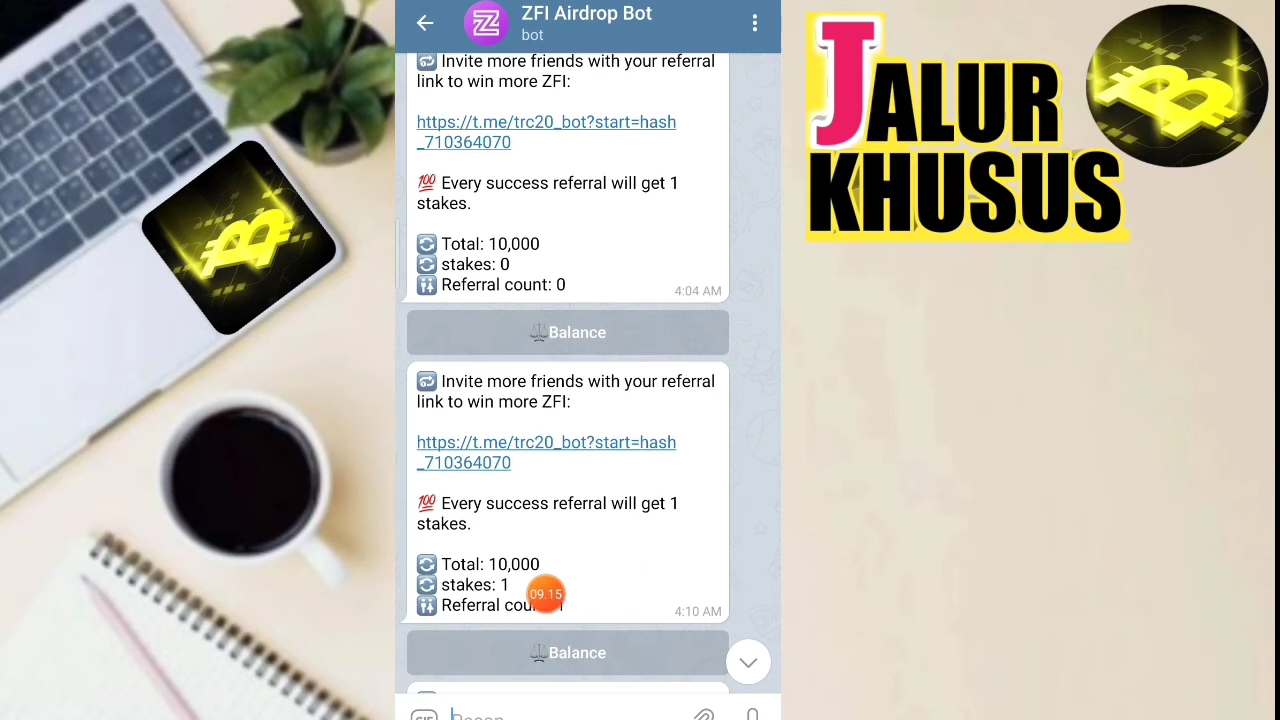 ZFI Airdrop Bot
bot
Invite more friends with your referral
link to win more ZFI:
https://t.me/trc20_bot?start=hash
_710364070
💯 Every success referral will get 1
stakes.
Total: 10,000
stakes: 0
Referral count: 0
4:04 AM
Balance
Invite more friends with your referral
link to win more ZFI:
https://t.me/trc20_bot?start=hash
_710364070
💯 Every success referral will get 1
stakes.
Total: 10,000
stakes: 1
09.15
Referral
4:10 AM
Balance
GIF
JALUR
KHUSUS